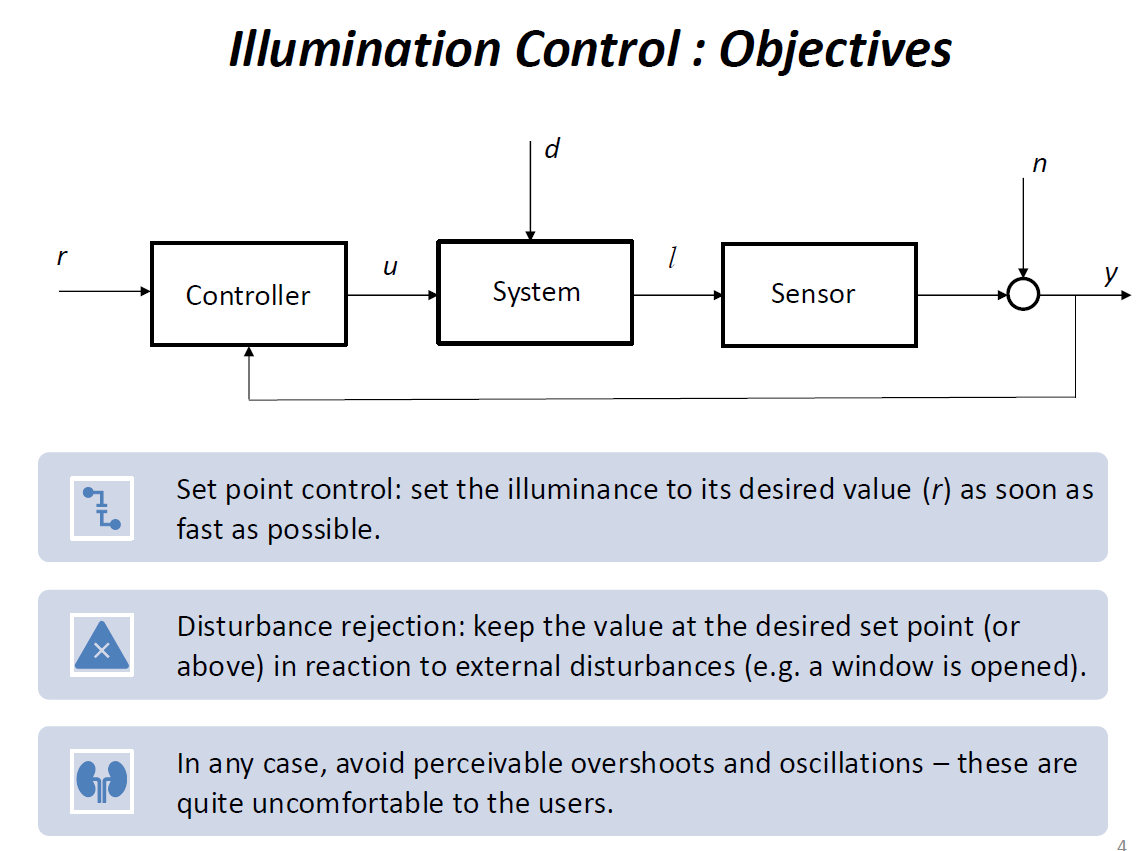 Illumination Control : Objectives
d
n
r
u
l
y
Controller
System
Sensor
Set point control: set the illuminance to its desired value (r) as soon as
fast as possible.
Disturbance rejection: keep the value at the desired set point (or
above) in reaction to external disturbances (e.g. a window is opened).
In any case, avoid perceivable overshoots and oscillations – these are
quite uncomfortable to the users.
4